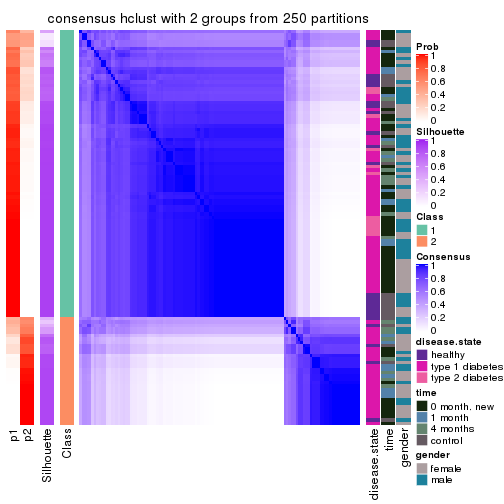 consensus hclust with 2 groups from 250 partitions
Prob
1
0.8
0.6
0.4
0.2
0
Silhouette
1
0.8
0.6
0.4
0.2
0
Class
1
2
Consensus
1
0.8
0.6
0.4
0.2
0
disease.state
healthy
type 1 diabetes
type 2 diabetes
time
0 month. new
1 month
4 months
control
gender
female
male
p1
p2
Silhouette
Class
disease.state
time
gender